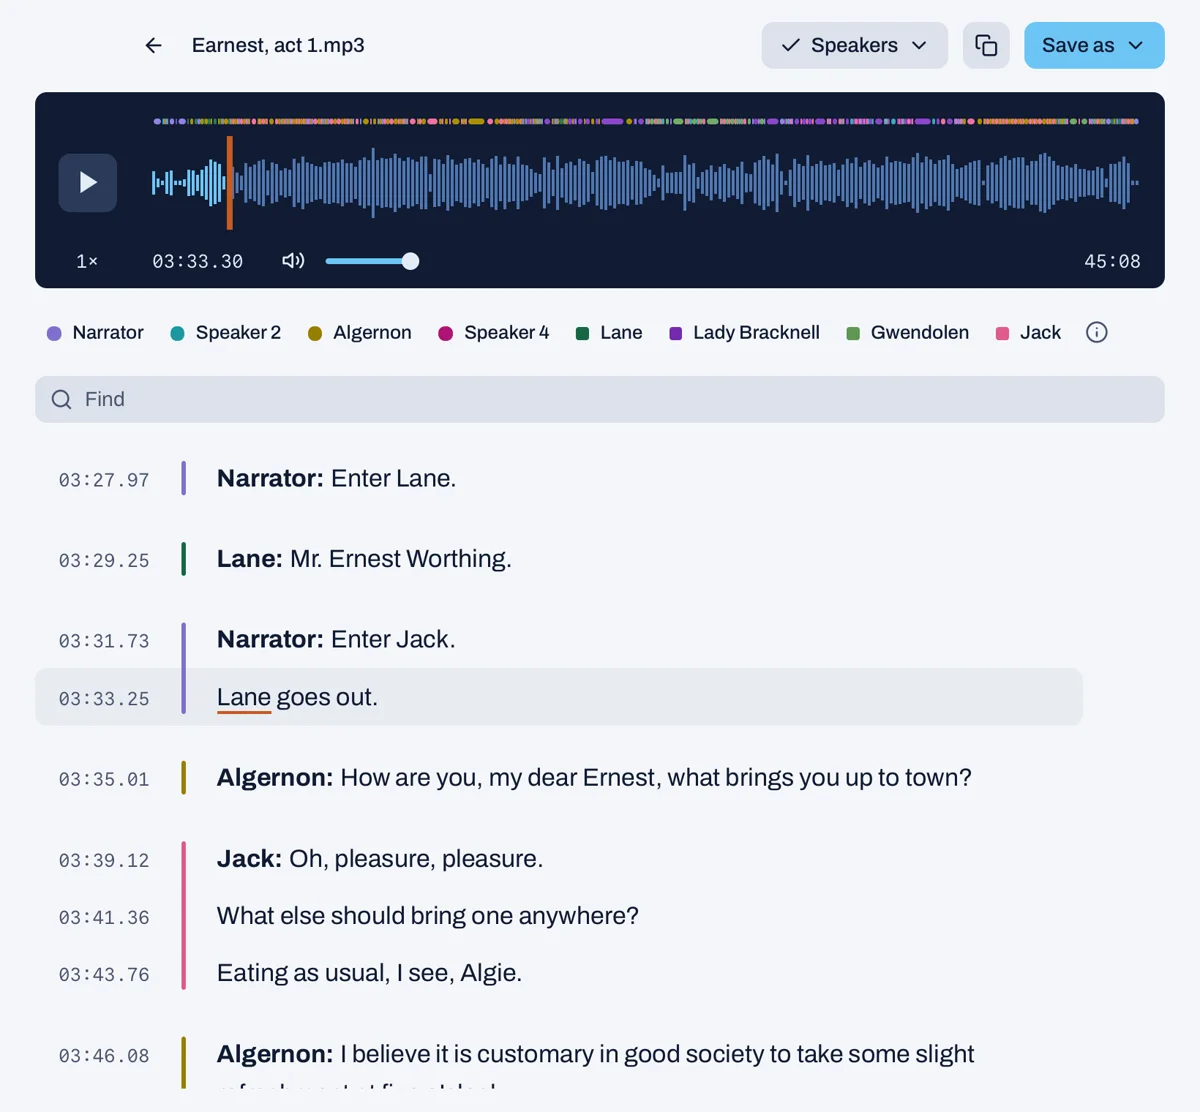 Earnest, act 1.mp3
Speakers
Save as
1×
03:33.30
45:08
Narrator
Speaker 2
Algernon
Speaker 4
Lane
Lady Bracknell
Gwendolen
Jack
Find
03:27.97 Narrator: Enter Lane.
03:29.25 Lane: Mr. Ernest Worthing.
03:31.73 Narrator: Enter Jack.
03:33.25 Lane goes out.
03:35.01 Algernon: How are you, my dear Ernest, what brings you up to town?
03:39.12 Jack: Oh, pleasure, pleasure.
03:41.36 What else should bring one anywhere?
03:43.76 Eating as usual, I see, Algie.
03:46.08 Algernon: I believe it is customary in good society to take some slight